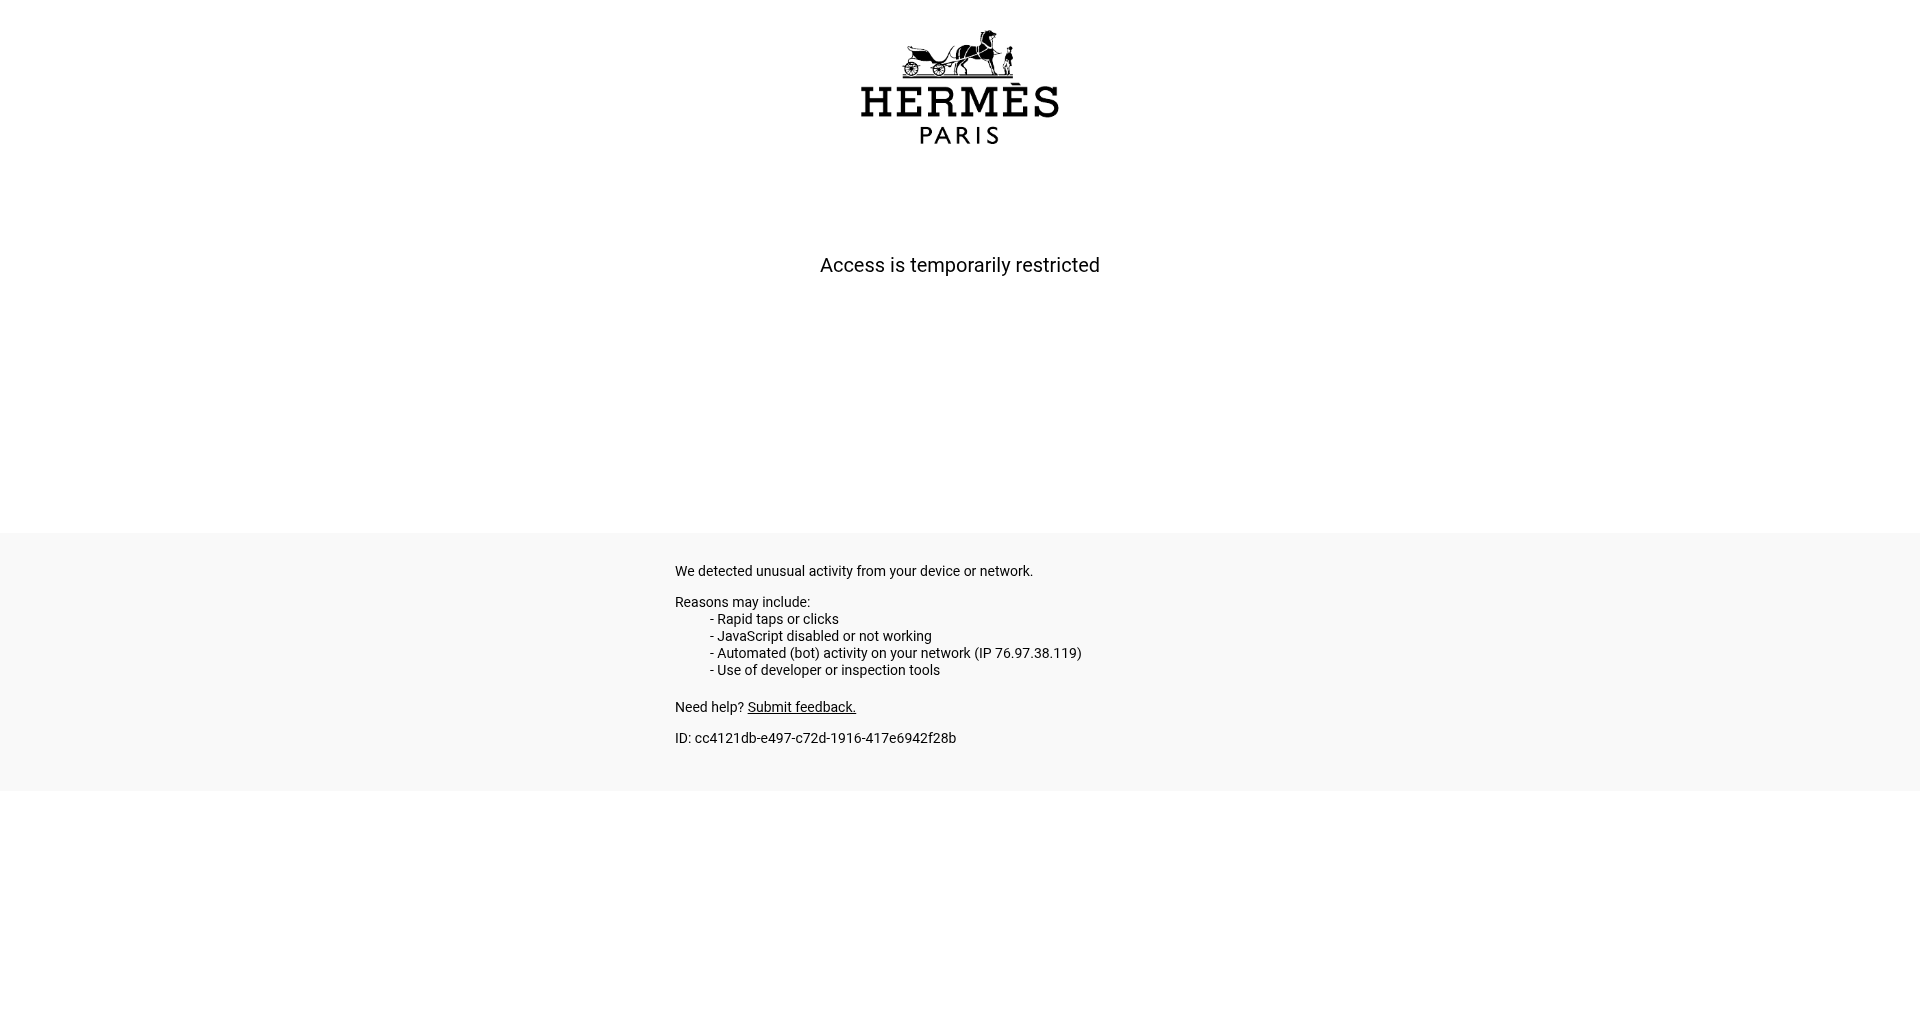 HERMÈS
PARIS
Access is temporarily restricted
We detected unusual activity from your device or network.
Reasons may include:
- Rapid taps or clicks
- JavaScript disabled or not working
- Automated (bot) activity on your network (IP 76.97.38.119)
- Use of developer or inspection tools
Need help? Submit feedback.
ID: cc4121db-e497-c72d-1916-417e6942f28b